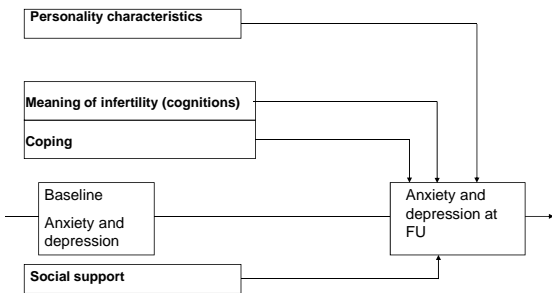 Personality characteristics
Meaning of infertility (cognitions)
Coping
Baseline
Anxiety and
depression
Anxiety and
depression at
FU
Social support